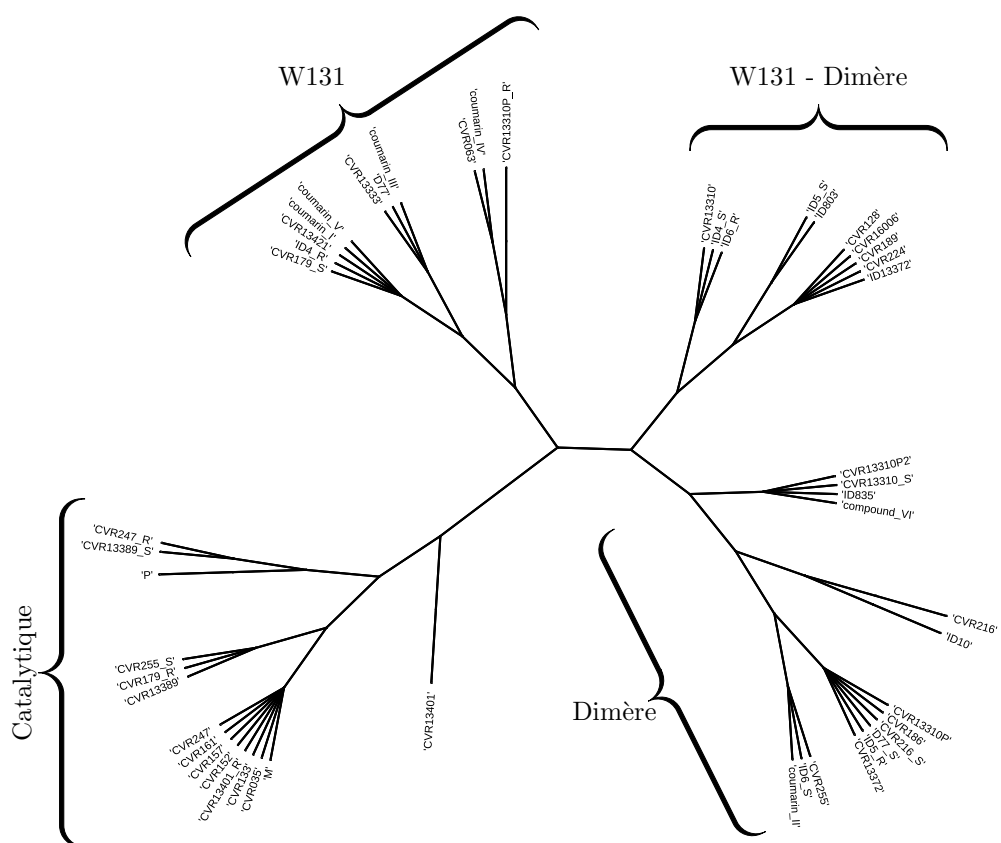 W131
W131 - Dimère
'CVR13310P_R'
'coumarin_IV'
'CVR063'
'coumarin_III'
'D77'
'CVR13333'
'coumarin_V'
'coumarin_I'
'CVR13421'
'ID4_R'
'CVR179_S'
'CVR13310'
'ID4_S'
'ID6_R'
'ID5_S'
'ID803'
'CVR128'
'CVR16006'
'CVR189'
'CVR224'
'ID13372'
'CVR13310P2'
'CVR13310_S'
'ID835'
'compound_VI'
'CVR216'
'ID10'
Dimère
'CVR13310P'
'CVR186'
'CVR216_S'
'D77_S'
'ID5_R'
'CVR13372'
'CVR255'
'ID6_S'
'coumarin_II'
'CVR13401'
Catalytique
'CVR247_R'
'CVR13389_S'
'P'
'CVR255_S'
'CVR179_R'
'CVR13389'
'CVR247'
'CVR161'
'CVR157'
'CVR152'
'CVR13401_R'
'CVR133'
'CVR035'
'M'